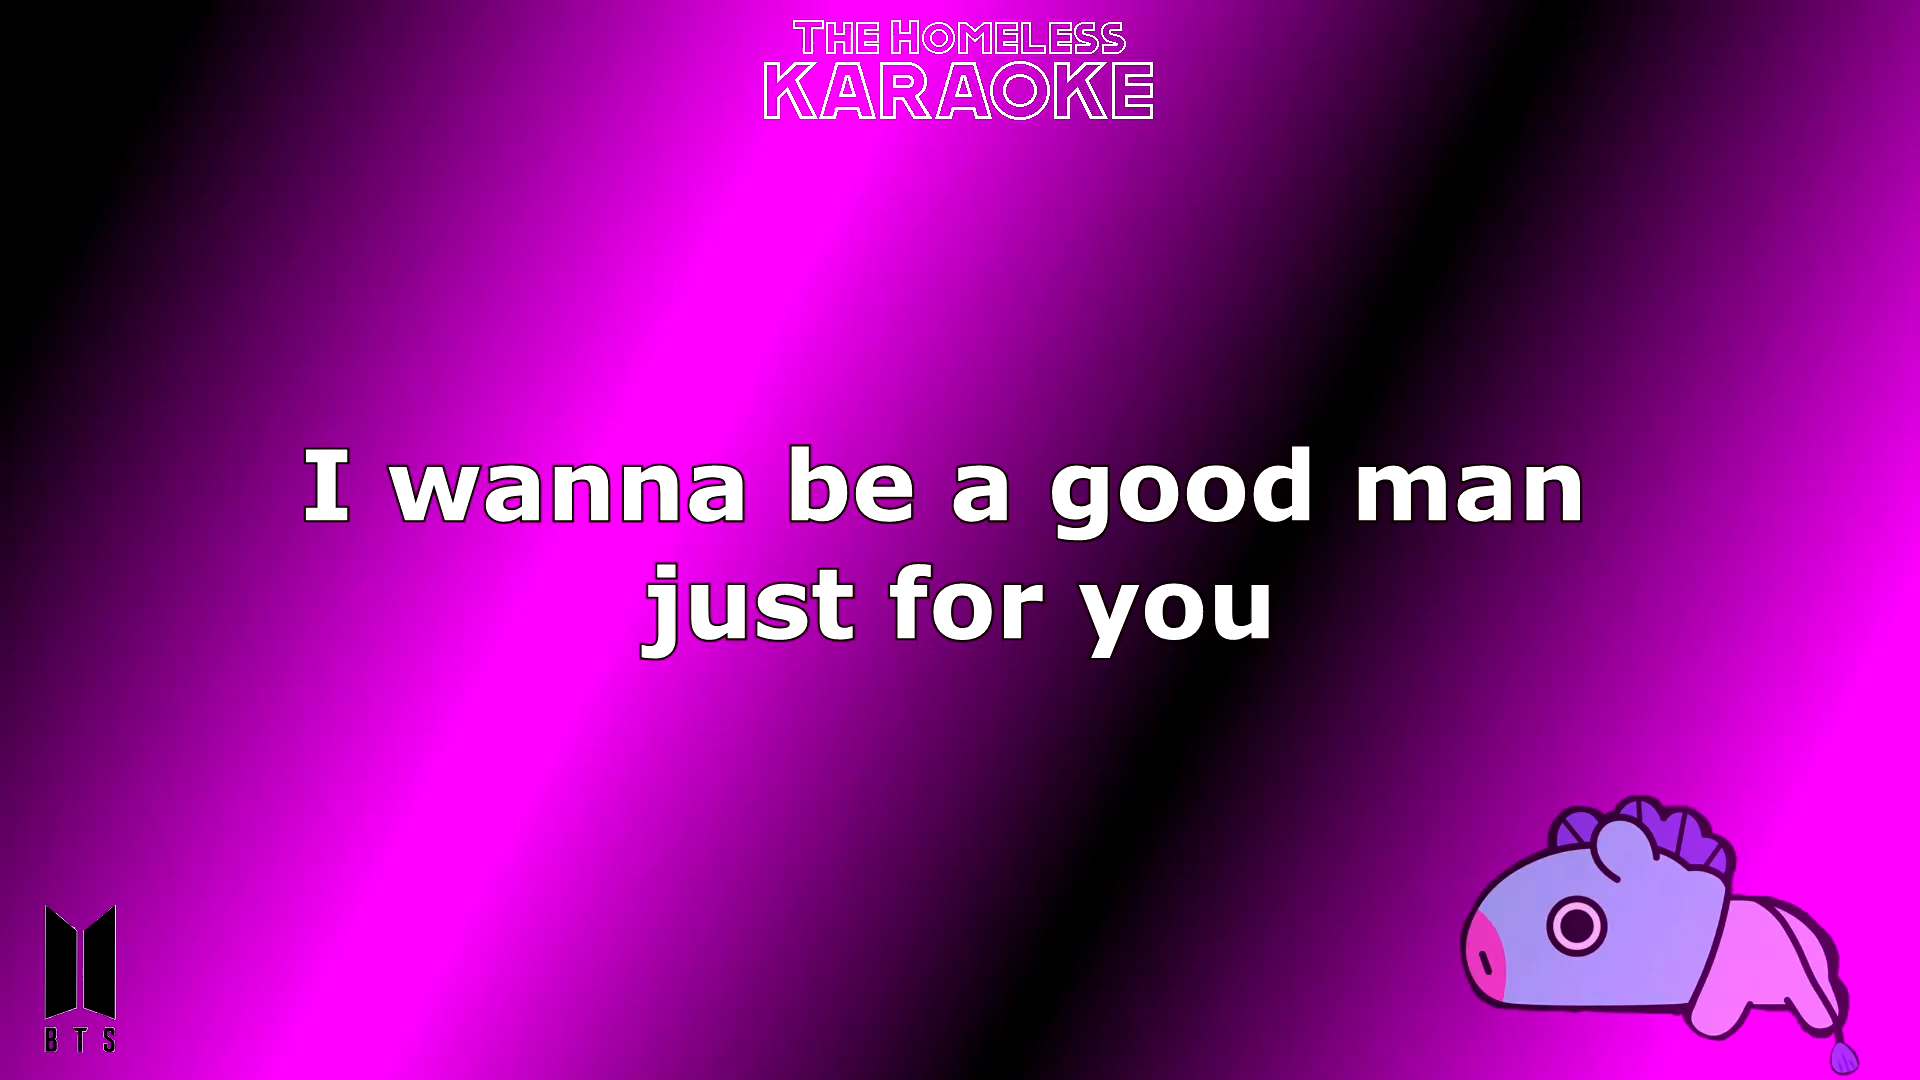 THE HOMELESS
KARAOKE
I wanna be a good man
just for you
BTS